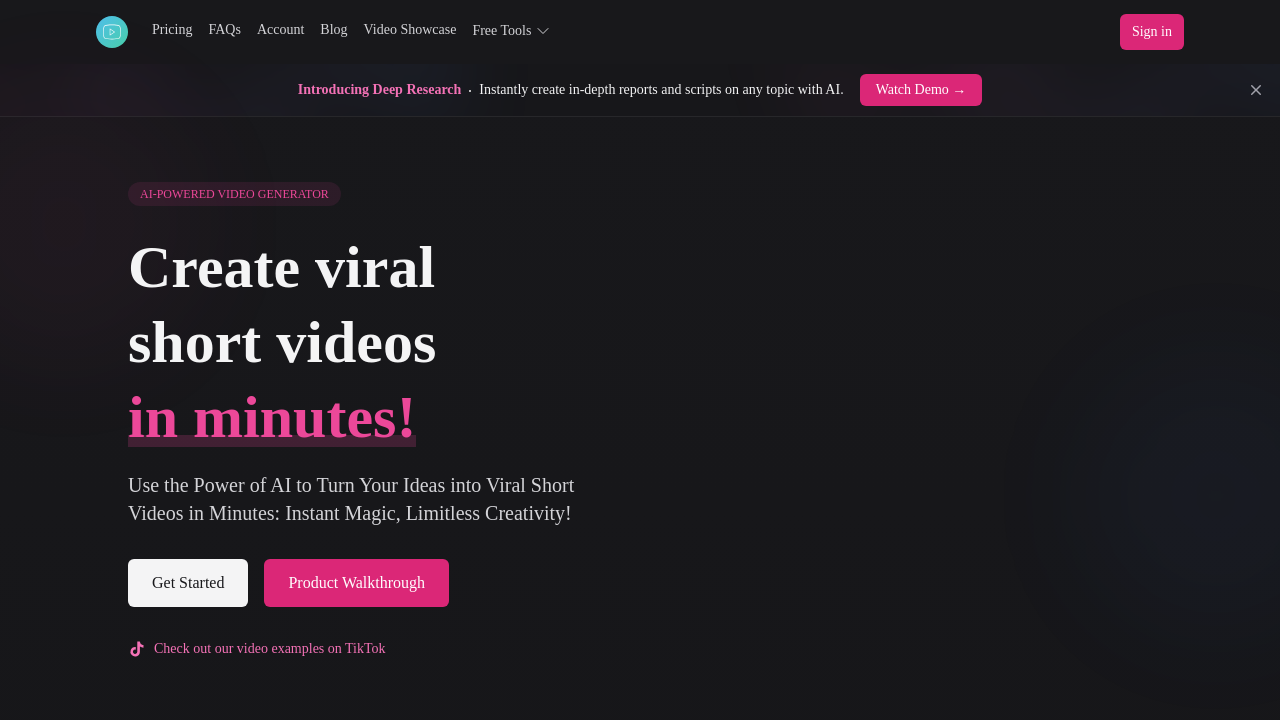 Pricing FAQs Account Blog Video Showcase Free Tools Sign in
Introducing Deep Research · Instantly create in-depth reports and scripts on any topic with AI. Watch Demo →
AI-POWERED VIDEO GENERATOR
Create viral
short videos
in minutes!
Use the Power of AI to Turn Your Ideas into Viral Short
Videos in Minutes: Instant Magic, Limitless Creativity!
Get Started Product Walkthrough
Check out our video examples on TikTok